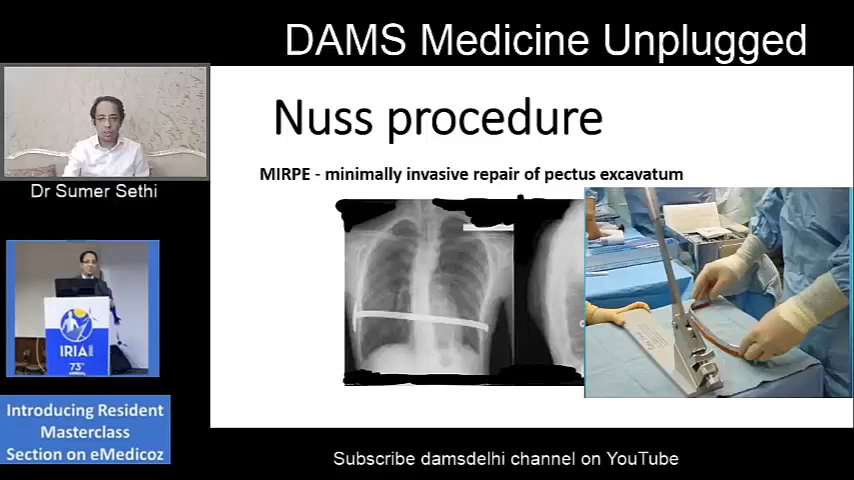 DAMS Medicine Unplugged
Nuss procedure
MIRPE - minimally invasive repair of pectus excavatum
Dr Sumer Sethi
IRIA
73
Introducing Resident
Masterclass
Section on eMedicoz
Subscribe damsdelhi channel on YouTube